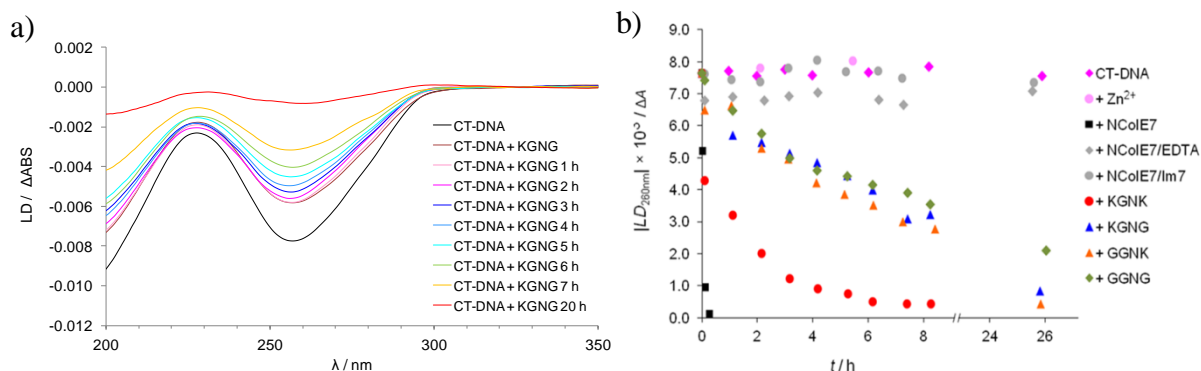 a)
0.002
0.000
-0.002
-0.004
-0.006
-0.008
-0.010
-0.012
LD / ΔABS
200
250
300
350
λ / nm
CT-DNA
CT-DNA + KGNG
CT-DNA + KGNG 1 h
CT-DNA + KGNG 2 h
CT-DNA + KGNG 3 h
CT-DNA + KGNG 4 h
CT-DNA + KGNG 5 h
CT-DNA + KGNG 6 h
CT-DNA + KGNG 7 h
CT-DNA + KGNG 20 h
b)
9.0
8.0
7.0
6.0
5.0
4.0
3.0
2.0
1.0
0.0
|LD260nm| × 10-3 / ΔA
0
2
4
6
8
24
26
t / h
CT-DNA
+ Zn2+
+ NColE7
+ NColE7/EDTA
+ NColE7/Im7
+ KGNK
+ KGNG
+ GGNK
+ GGNG